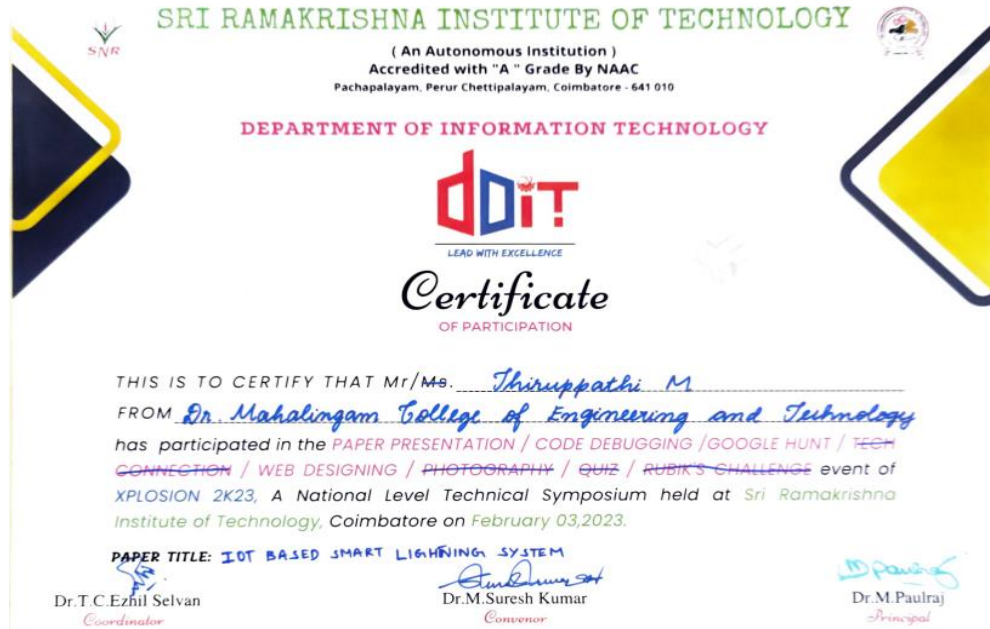 SRI RAMAKRISHNA INSTITUTE OF TECHNOLOGY
SNR
( An Autonomous Institution )
Accredited with "A " Grade By NAAC
Pachapalayam, Perur Chettipalayam, Coimbatore - 641 010
DEPARTMENT OF INFORMATION TECHNOLOGY
DOiT
LEAD WITH EXCELLENCE
Certificate
OF PARTICIPATION
THIS IS TO CERTIFY THAT Mr/Ms. Thiruppathi M
FROM Dr. Mahalingam College of Engineering and Technology
has participated in the PAPER PRESENTATION / CODE DEBUGGING /GOOGLE HUNT / TECH
CONNECTION / WEB DESIGNING / PHOTOGRAPHY / QUIZ / RUBIK'S CHALLENGE event of
XPLOSION 2K23, A National Level Technical Symposium held at Sri Ramakrishna
Institute of Technology, Coimbatore on February 03,2023.
PAPER TITLE: IOT BASED SMART LIGHNING SYSTEM
Dr.T.C.Ezhil Selvan
Coordinator
Dr.M.Suresh Kumar
Convenor
M Paulraj
Dr.M.Paulraj
Principal